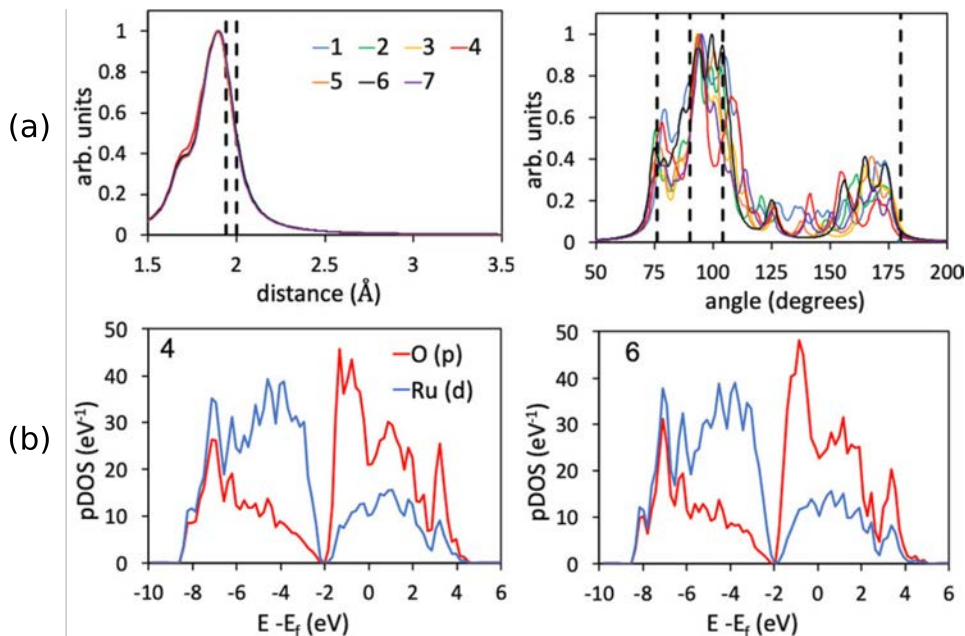 (a)
arb. units
1
0.8
0.6
0.4
0.2
0
1 2 3 4
5 6 7
1.5 2 2.5 3 3.5
distance (Å)
arb. units
1
0.8
0.6
0.4
0.2
0
50 75 100 125 150 175 200
angle (degrees)
(b)
pDOS (eV⁻¹)
50
40
30
20
10
0
4
O (p)
Ru (d)
-10 -8 -6 -4 -2 0 2 4 6
E -Ef (eV)
pDOS (eV⁻¹)
50
40
30
20
10
0
6
-10 -8 -6 -4 -2 0 2 4 6
E -Ef (eV)